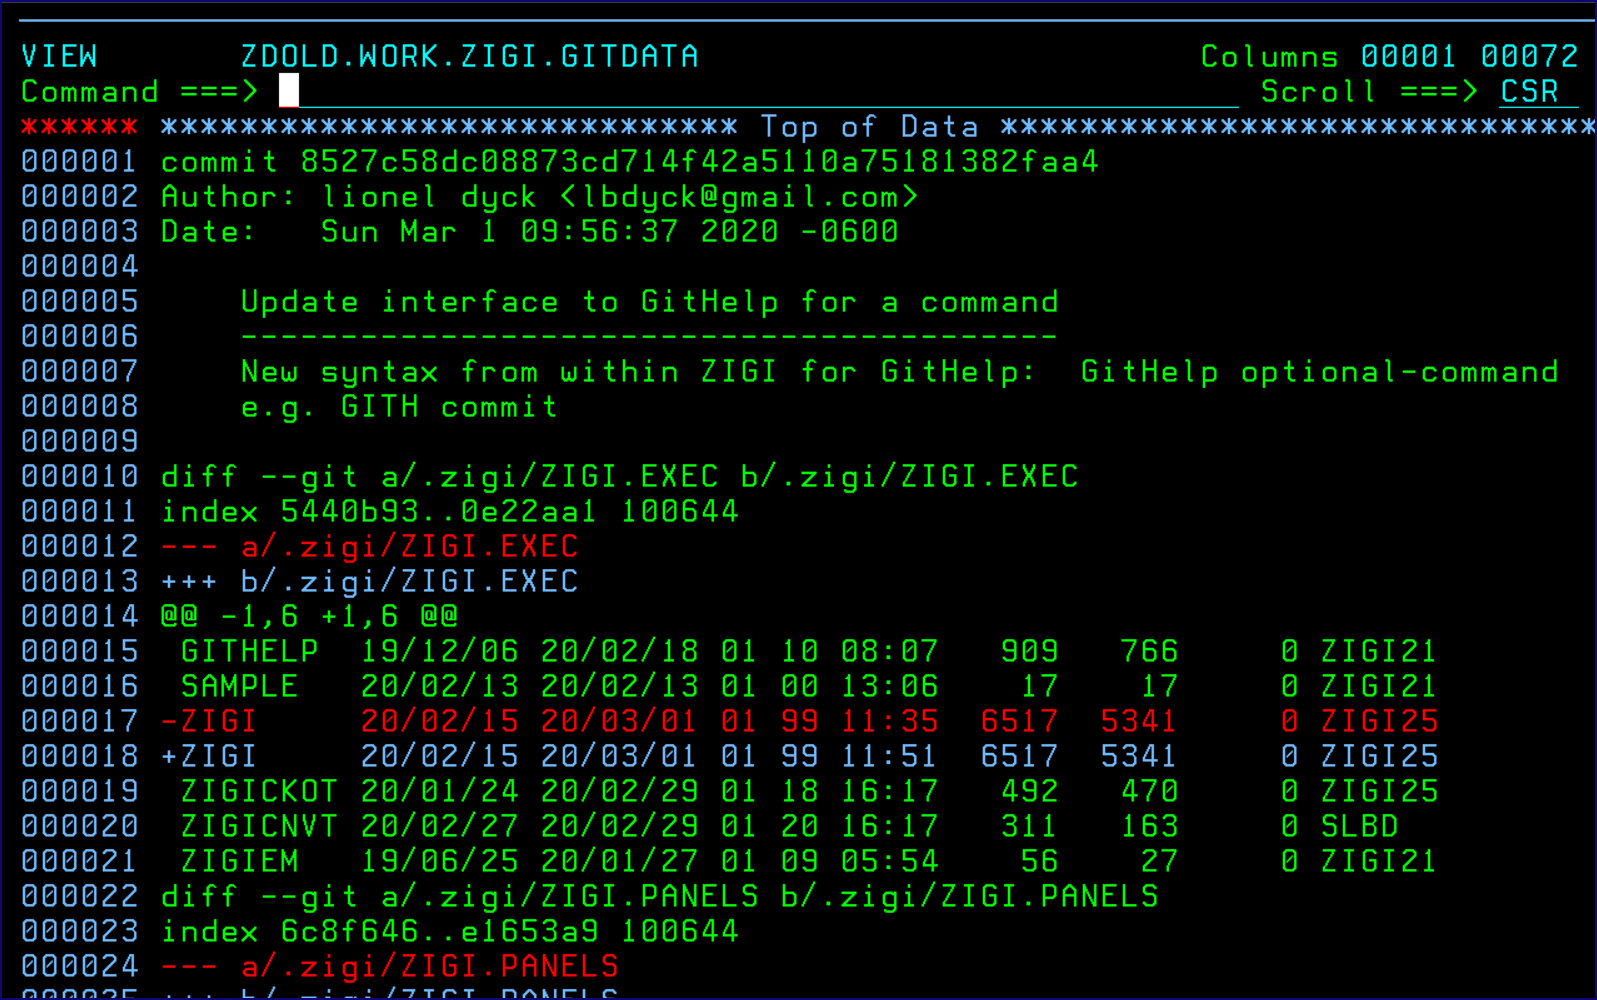 VIEW       ZDOLD.WORK.ZIGI.GITDATA                         Columns 00001 00072
Command ===>                                                  Scroll ===> CSR
****** ***************************** Top of Data ******************************
000001 commit 8527c58dc08873cd714f42a5110a75181382faa4
000002 Author: lionel dyck <lbdyck@gmail.com>
000003 Date:   Sun Mar 1 09:56:37 2020 -0600
000004
000005     Update interface to GitHelp for a command
000006     -----------------------------------------
000007     New syntax from within ZIGI for GitHelp:  GitHelp optional-command
000008     e.g. GITH commit
000009
000010 diff --git a/.zigi/ZIGI.EXEC b/.zigi/ZIGI.EXEC
000011 index 5440b93..0e22aa1 100644
000012 --- a/.zigi/ZIGI.EXEC
000013 +++ b/.zigi/ZIGI.EXEC
000014 @@ -1,6 +1,6 @@
000015  GITHELP  19/12/06 20/02/18 01 10 08:07   909   766     0 ZIGI21
000016  SAMPLE   20/02/13 20/02/13 01 00 13:06    17    17     0 ZIGI21
000017 -ZIGI     20/02/15 20/03/01 01 99 11:35  6517  5341     0 ZIGI25
000018 +ZIGI     20/02/15 20/03/01 01 99 11:51  6517  5341     0 ZIGI25
000019  ZIGICKOT 20/01/24 20/02/29 01 18 16:17   492   470     0 ZIGI25
000020  ZIGICNVT 20/02/27 20/02/29 01 20 16:17   311   163     0 SLBD
000021  ZIGIEM   19/06/25 20/01/27 01 09 05:54    56    27     0 ZIGI21
000022 diff --git a/.zigi/ZIGI.PANELS b/.zigi/ZIGI.PANELS
000023 index 6c8f646..e1653a9 100644
000024 --- a/.zigi/ZIGI.PANELS
000025 +++ b/.zigi/ZIGI.PANELS